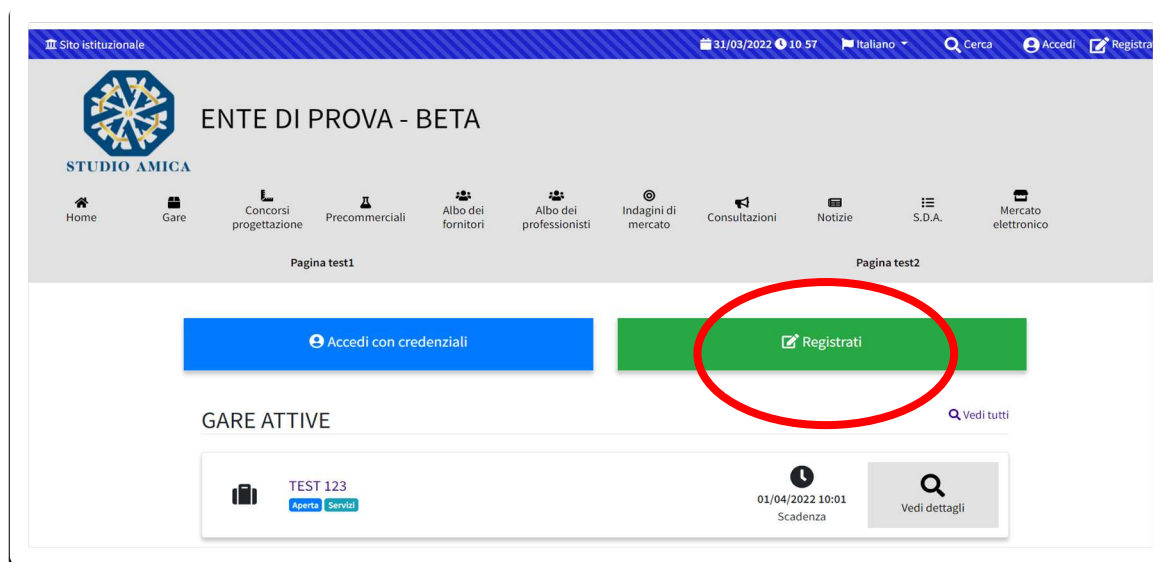 Sito istituzionale
31/03/2022 10 57
Italiano
Cerca
Accedi
Registra
STUDIO AMICA
ENTE DI PROVA - BETA
Home
Gare
Concorsi
progettazione
Precommerciali
Albo dei
fornitori
Albo dei
professionisti
Indagini di
mercato
Consultazioni
Notizie
S.D.A.
Mercato
elettronico
Pagina test1
Pagina test2
Accedi con credenziali
Registrati
GARE ATTIVE
Vedi tutti
TEST 123
Aperta Servizi
01/04/2022 10:01
Scadenza
Vedi dettagli